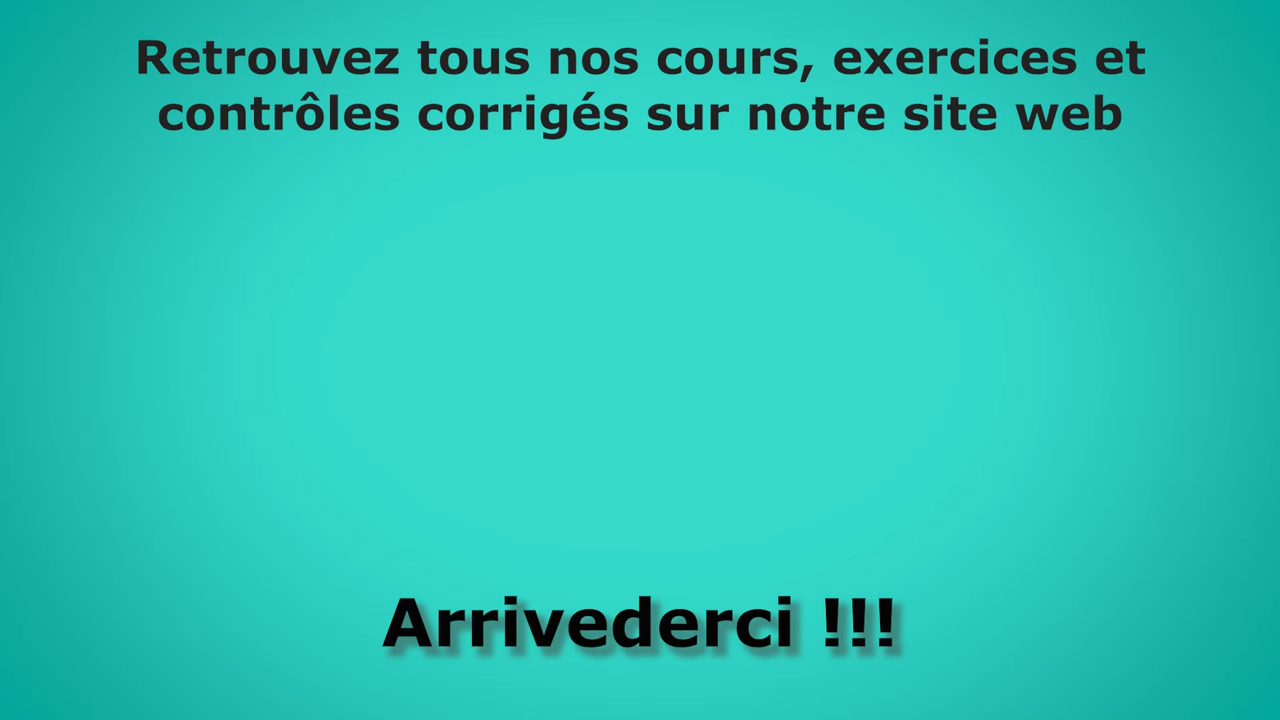 Retrouvez tous nos cours, exercices et
contrôles corrigés sur notre site web
Arrivederci !!!